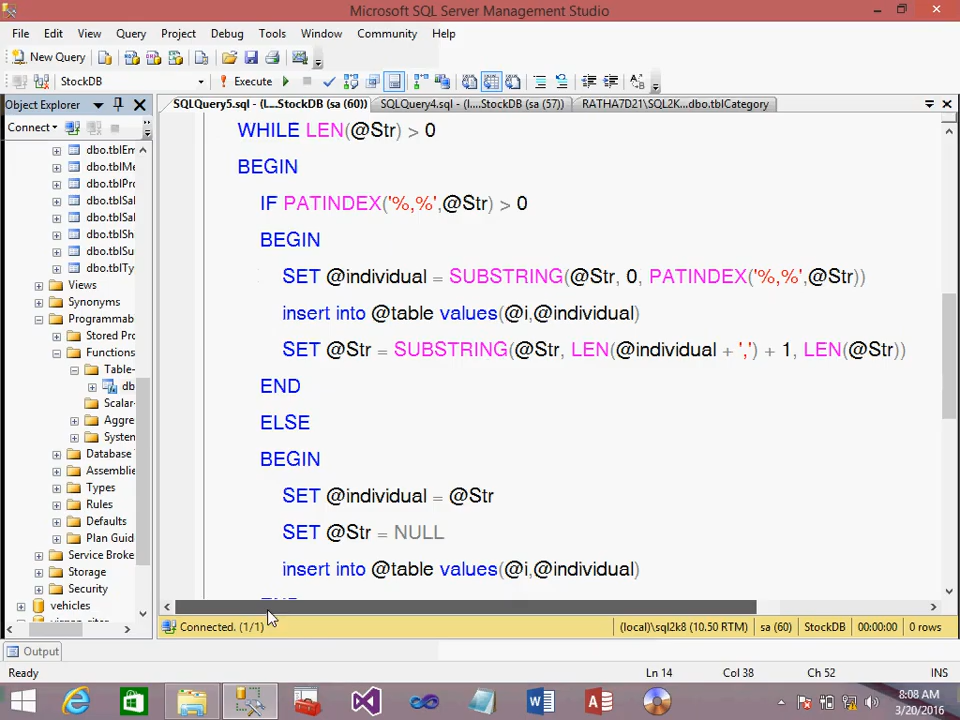 Microsoft SQL Server Management Studio
File Edit View Query Project Debug Tools Window Community Help
New Query
StockDB Execute
Object Explorer
SQLQuery5.sql - (L...StockDB (sa (60)) SQLQuery4.sql - (l....StockDB (sa (57)) RATHA7D21\SQL2K...dbo.tblCategory
Connect
dbo.tblEm
dbo.tblMe
dbo.tblPro
dbo.tblSal
dbo.tblSal
dbo.tblSh
dbo.tblSu
dbo.tblTy
Views
Synonyms
Programmab
Stored Pro
Functions
Table-
db
Scalar-
Aggre
System
Database
Assemblie
Types
Rules
Defaults
Plan Guid
Service Broke
Storage
Security
vehicles
WHILE LEN(@Str) > 0
BEGIN
IF PATINDEX('%,%',@Str) > 0
BEGIN
SET @individual = SUBSTRING(@Str, 0, PATINDEX('%,%',@Str))
insert into @table values(@i,@individual)
SET @Str = SUBSTRING(@Str, LEN(@individual + ',') + 1, LEN(@Str))
END
ELSE
BEGIN
SET @individual = @Str
SET @Str = NULL
insert into @table values(@i,@individual)
END
Connected. (1/1) (local)\sql2k8 (10.50 RTM) sa (60) StockDB 00:00:00 0 rows
Output
Ready Ln 14 Col 38 Ch 52 INS
8:08 AM
3/20/2016